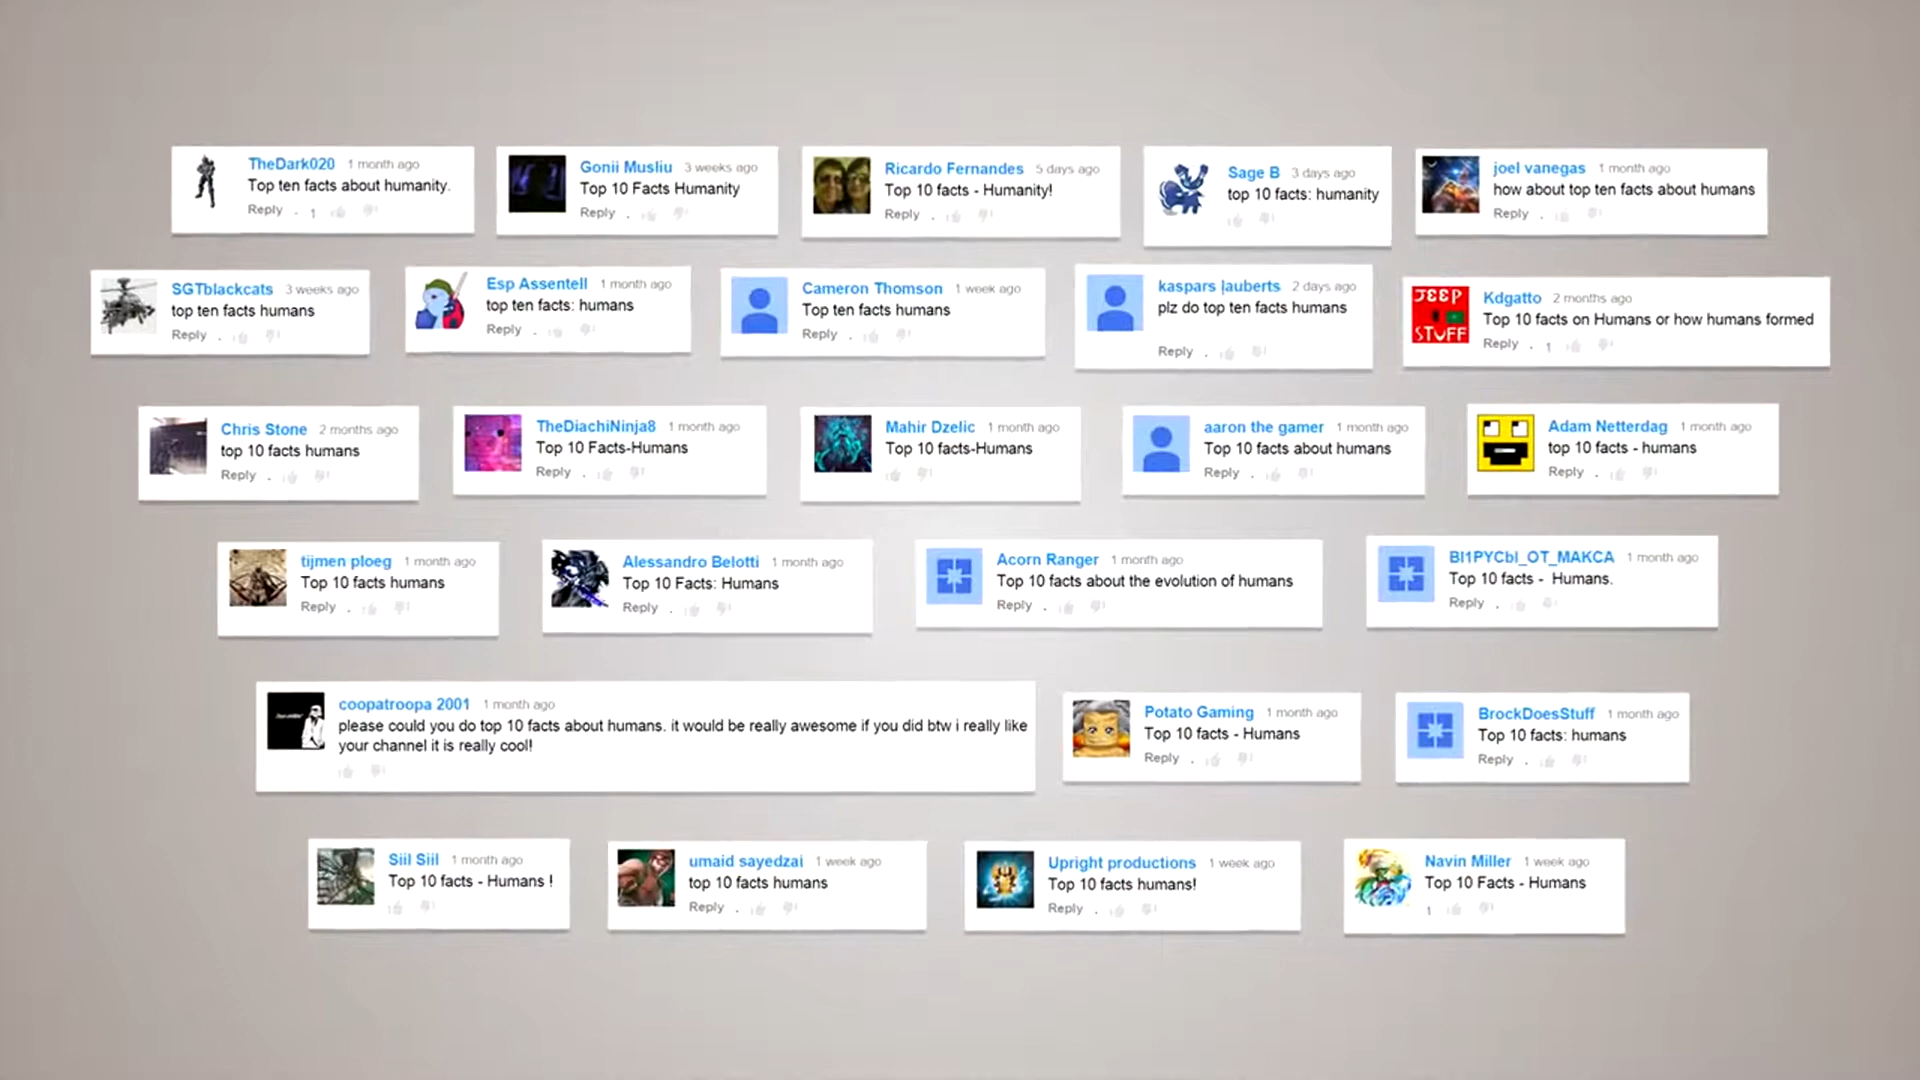 TheDark020 1 month ago
Top ten facts about humanity.
Reply . 1
Gonii Musliu 3 weeks ago
Top 10 Facts Humanity
Reply .
Ricardo Fernandes 5 days ago
Top 10 facts - Humanity!
Reply .
Sage B 3 days ago
top 10 facts: humanity
joel vanegas 1 month ago
how about top ten facts about humans
Reply .
SGTblackcats 3 weeks ago
top ten facts humans
Reply .
Esp Assentell 1 month ago
top ten facts: humans
Reply .
Cameron Thomson 1 week ago
Top ten facts humans
Reply .
kaspars ļauberts 2 days ago
plz do top ten facts humans
Reply .
JEEP
STUFF
Kdgatto 2 months ago
Top 10 facts on Humans or how humans formed
Reply . 1
Chris Stone 2 months ago
top 10 facts humans
Reply .
TheDiachiNinja8 1 month ago
Top 10 Facts-Humans
Reply .
Mahir Dzelic 1 month ago
Top 10 facts-Humans
aaron the gamer 1 month ago
Top 10 facts about humans
Reply .
Adam Netterdag 1 month ago
top 10 facts - humans
Reply .
tijmen ploeg 1 month ago
Top 10 facts humans
Reply .
Alessandro Belotti 1 month ago
Top 10 Facts: Humans
Reply .
Acorn Ranger 1 month ago
Top 10 facts about the evolution of humans
Reply .
BI1PYCbI_OT_MAKCA 1 month ago
Top 10 facts - Humans.
Reply .
coopatroopa 2001 1 month ago
please could you do top 10 facts about humans. it would be really awesome if you did btw i really like
your channel it is really cool!
Potato Gaming 1 month ago
Top 10 facts - Humans
Reply .
BrockDoesStuff 1 month ago
Top 10 facts: humans
Reply .
Siil Siil 1 month ago
Top 10 facts - Humans !
umaid sayedzai 1 week ago
top 10 facts humans
Reply .
Upright productions 1 week ago
Top 10 facts humans!
Reply .
Navin Miller 1 week ago
Top 10 Facts - Humans
1